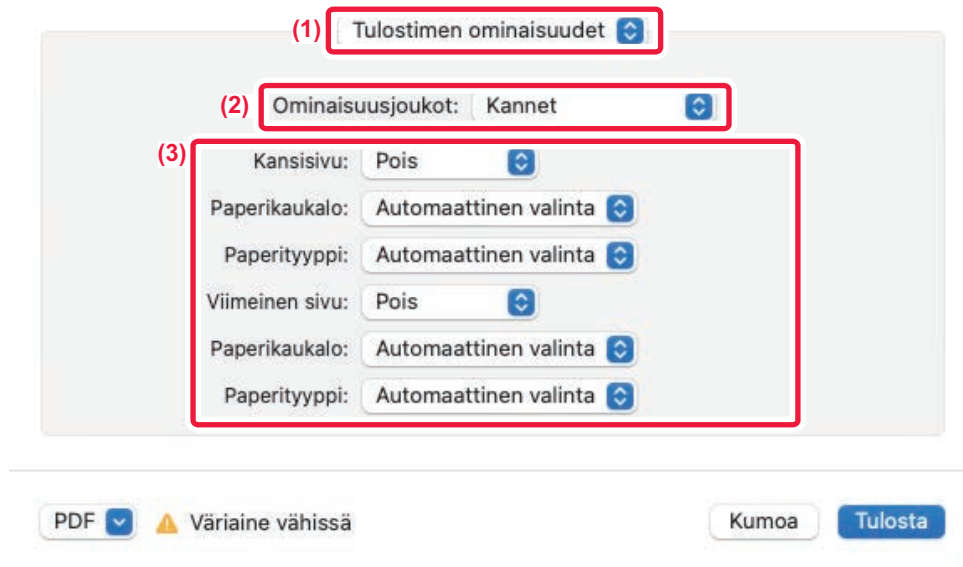 (1) Tulostimen ominaisuudet
(2) Ominaisuusjoukot: Kannet
(3) Kansisivu: Pois
Paperikaukalo: Automaattinen valinta
Paperityyppi: Automaattinen valinta
Viimeinen sivu: Pois
Paperikaukalo: Automaattinen valinta
Paperityyppi: Automaattinen valinta
PDF Väriaine vähissä Kumoa Tulosta